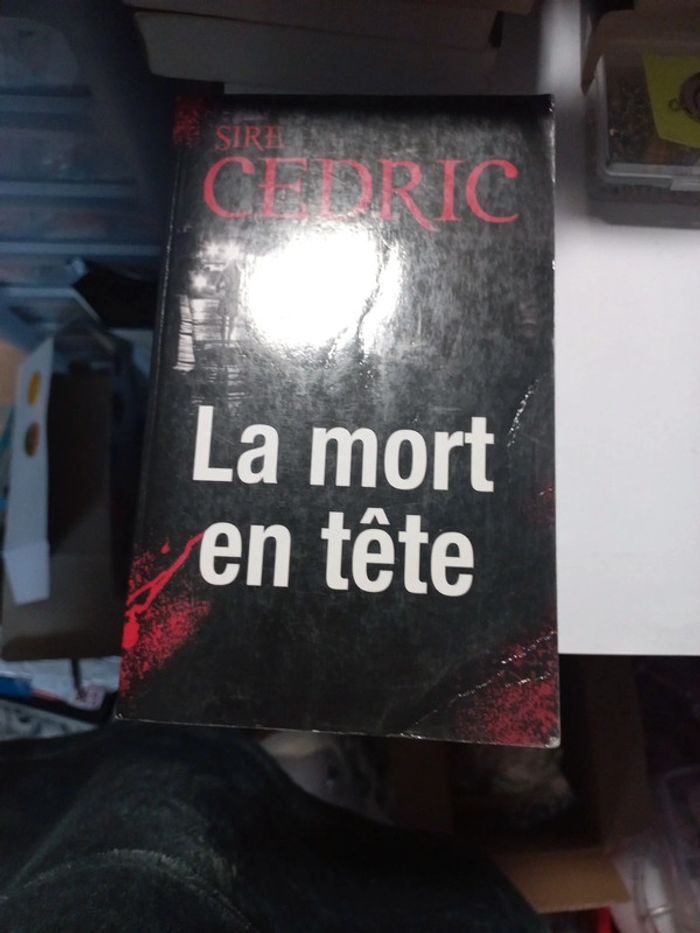 SIRE
CEDRIC
La mort
en tête